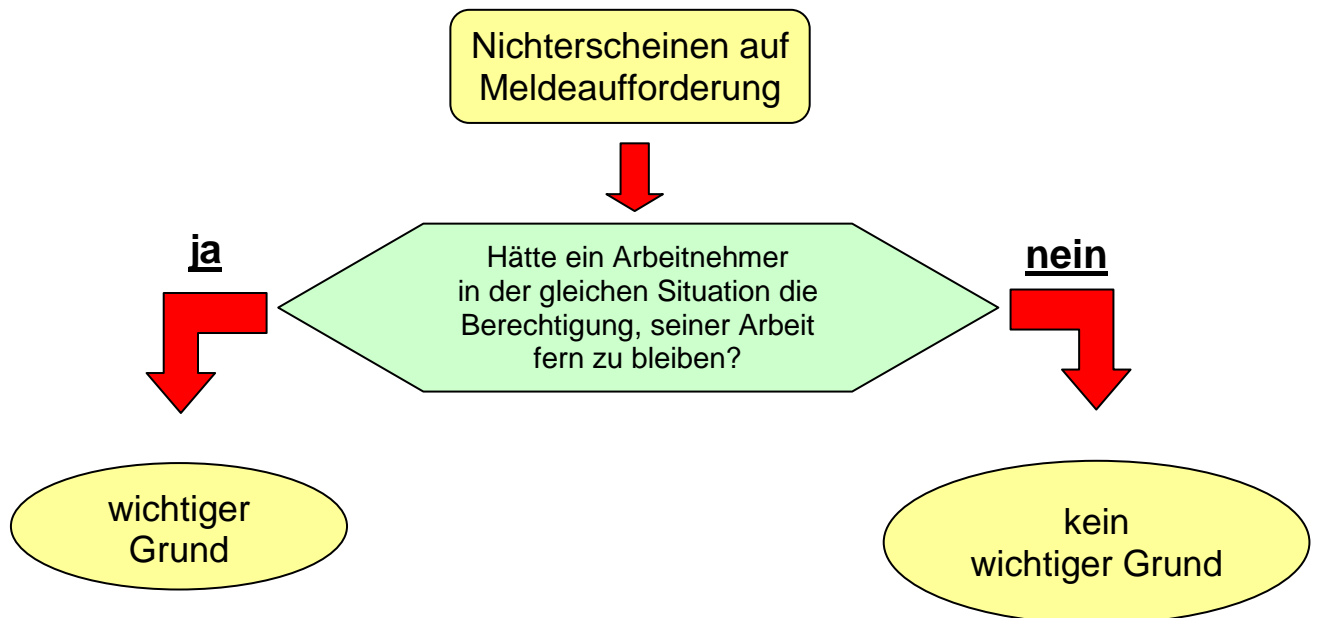 Nichterscheinen auf
Meldeaufforderung
ja
Hätte ein Arbeitnehmer
in der gleichen Situation die
Berechtigung, seiner Arbeit
fern zu bleiben?
nein
wichtiger
Grund
kein
wichtiger Grund